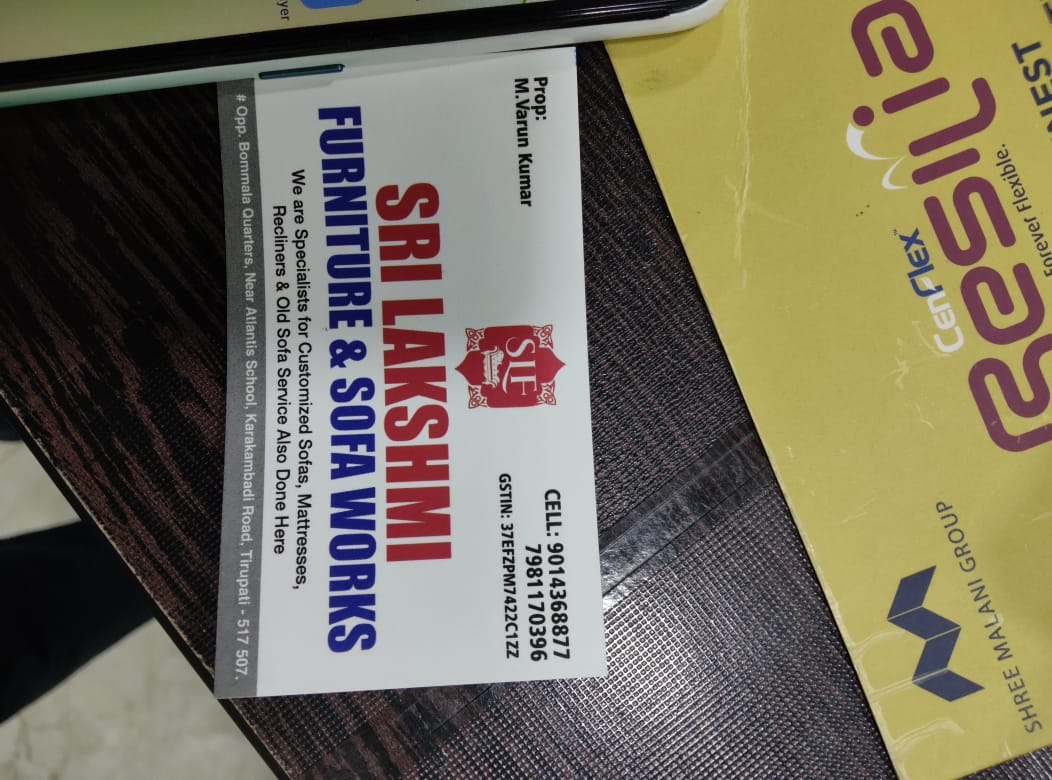 Prop:
M.Varun Kumar
SLF
CELL: 9014368877
7981170396
GSTIN: 37EFZPM7422C1ZZ
SRI LAKSHMI
FURNITURE & SOFA WORKS
We are Specialists for Customized Sofas, Mattresses,
Recliners & Old Sofa Service Also Done Here
# Opp. Bommala Quarters, Near Atlantis School, Karakambadi Road, Tirupati - 517 507.
Forever Flexible.
CenFlex™
SHREE MALANI GROUP